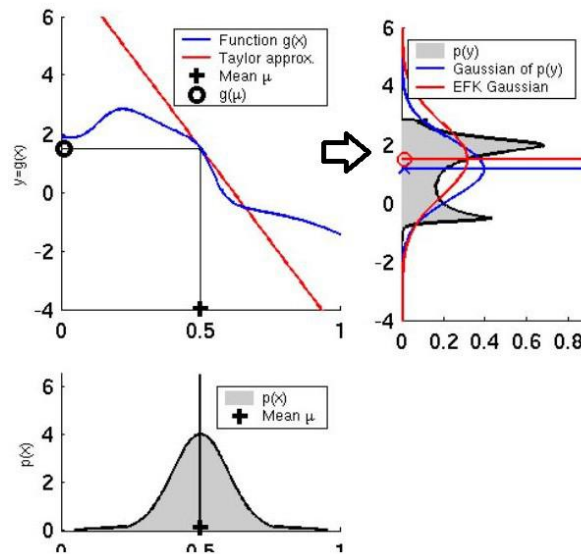 6
4
2
0
-2
-4
y=g(x)
0
0.5
1
Function g(x)
Taylor approx.
Mean μ
g(μ)
6
4
2
0
-2
-4
0
0.2
0.4
0.6
0.8
p(y)
Gaussian of p(y)
EFK Gaussian
6
4
2
0
p(x)
0
0.5
1
p(x)
Mean μ